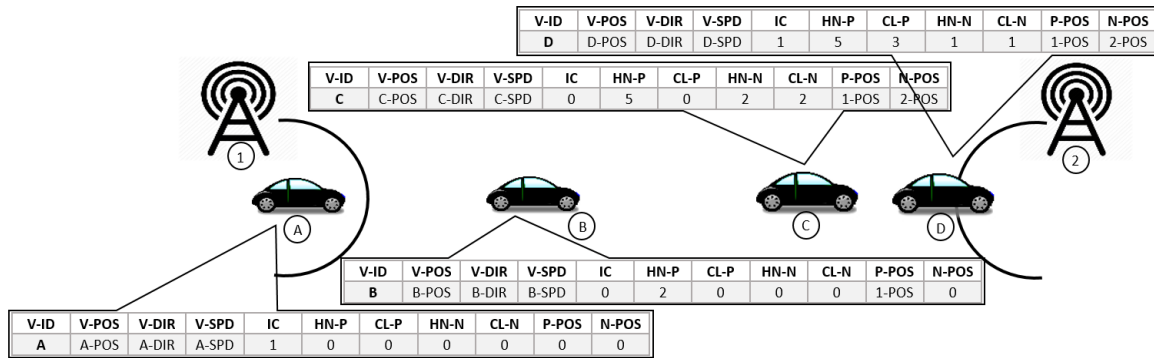 V-ID V-POS V-DIR V-SPD IC HN-P CL-P HN-N CL-N P-POS N-POS
D D-POS D-DIR D-SPD 1 5 3 1 1 1-POS 2-POS
V-ID V-POS V-DIR V-SPD IC HN-P CL-P HN-N CL-N P-POS N-POS
C C-POS C-DIR C-SPD 0 5 0 2 2 1-POS 2-POS
1
2
A
B
C
D
V-ID V-POS V-DIR V-SPD IC HN-P CL-P HN-N CL-N P-POS N-POS
B B-POS B-DIR B-SPD 0 2 0 0 0 1-POS 0
V-ID V-POS V-DIR V-SPD IC HN-P CL-P HN-N CL-N P-POS N-POS
A A-POS A-DIR A-SPD 1 0 0 0 0 0 0